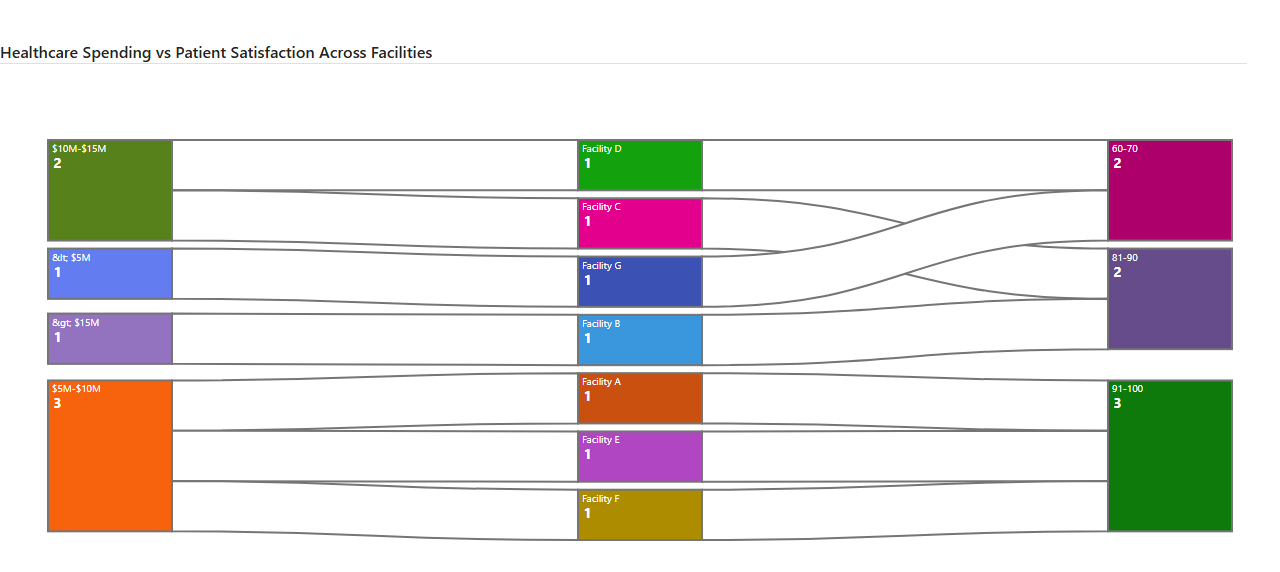 Healthcare Spending vs Patient Satisfaction Across Facilities
$10M-$15M
2
&lt; $5M
1
&gt; $15M
1
$5M-$10M
3
Facility D
1
Facility C
1
Facility G
1
Facility B
1
Facility A
1
Facility E
1
Facility F
1
60-70
2
81-90
2
91-100
3